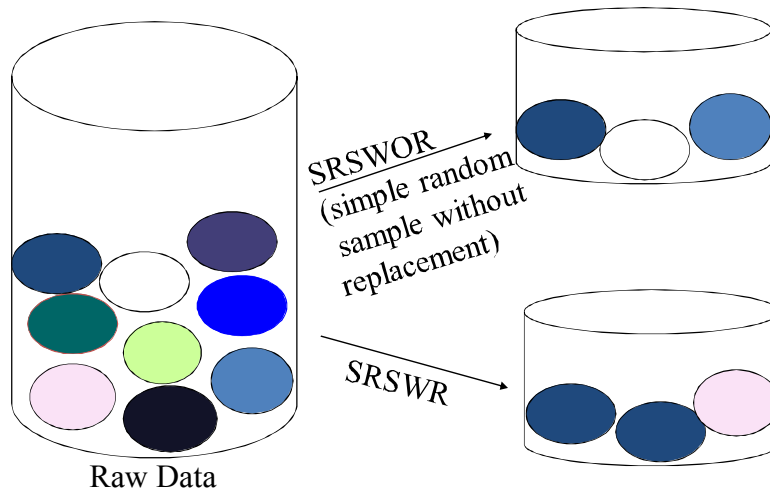 SRSWOR
(simple random
sample without
replacement)
SRSWR
Raw Data